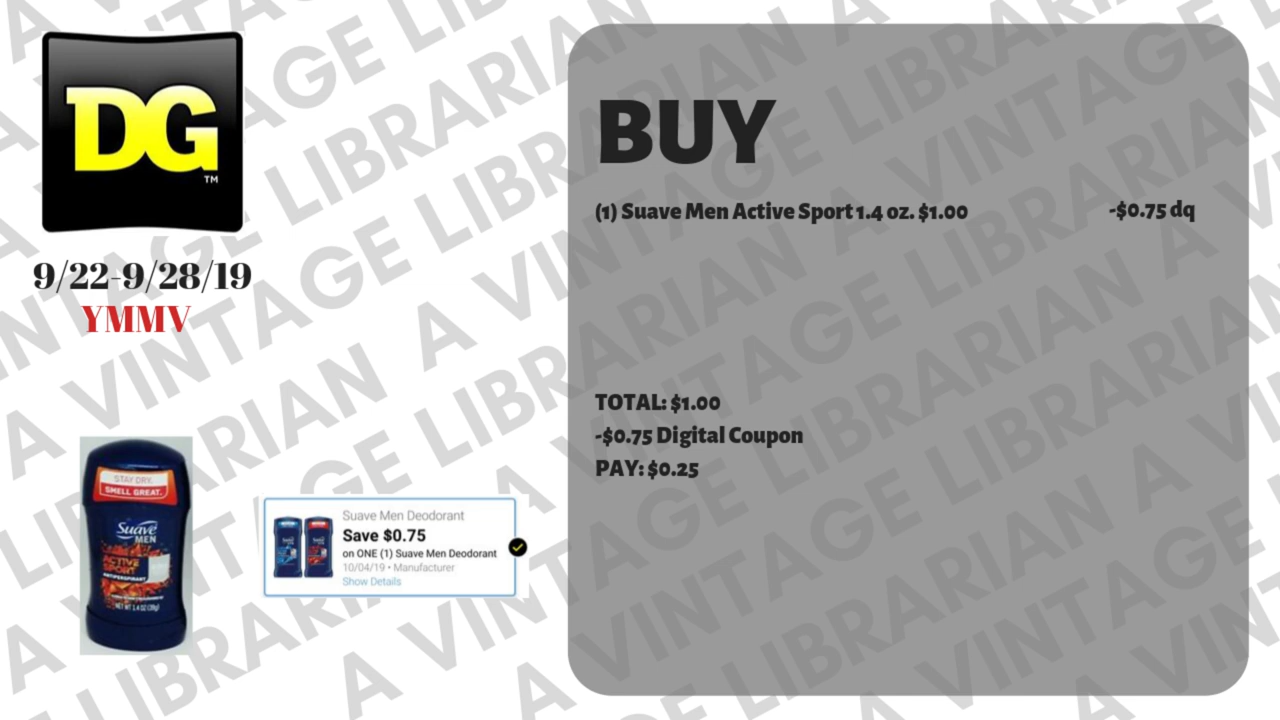 DG
TM
9/22-9/28/19
YMMV
BUY
(1) Suave Men Active Sport 1.4 oz. $1.00 -$0.75 dq
TOTAL: $1.00
-$0.75 Digital Coupon
PAY: $0.25
STAY DRY.
SMELL GREAT.
Suave
MEN
ACTIVE
SPORT
ANTIPERSPIRANT
NET WT 1.4 OZ (39g)
Suave Men Deodorant
Save $0.75
on ONE (1) Suave Men Deodorant
10/04/19 • Manufacturer
Show Details
A VINTAGE LIBRARIAN